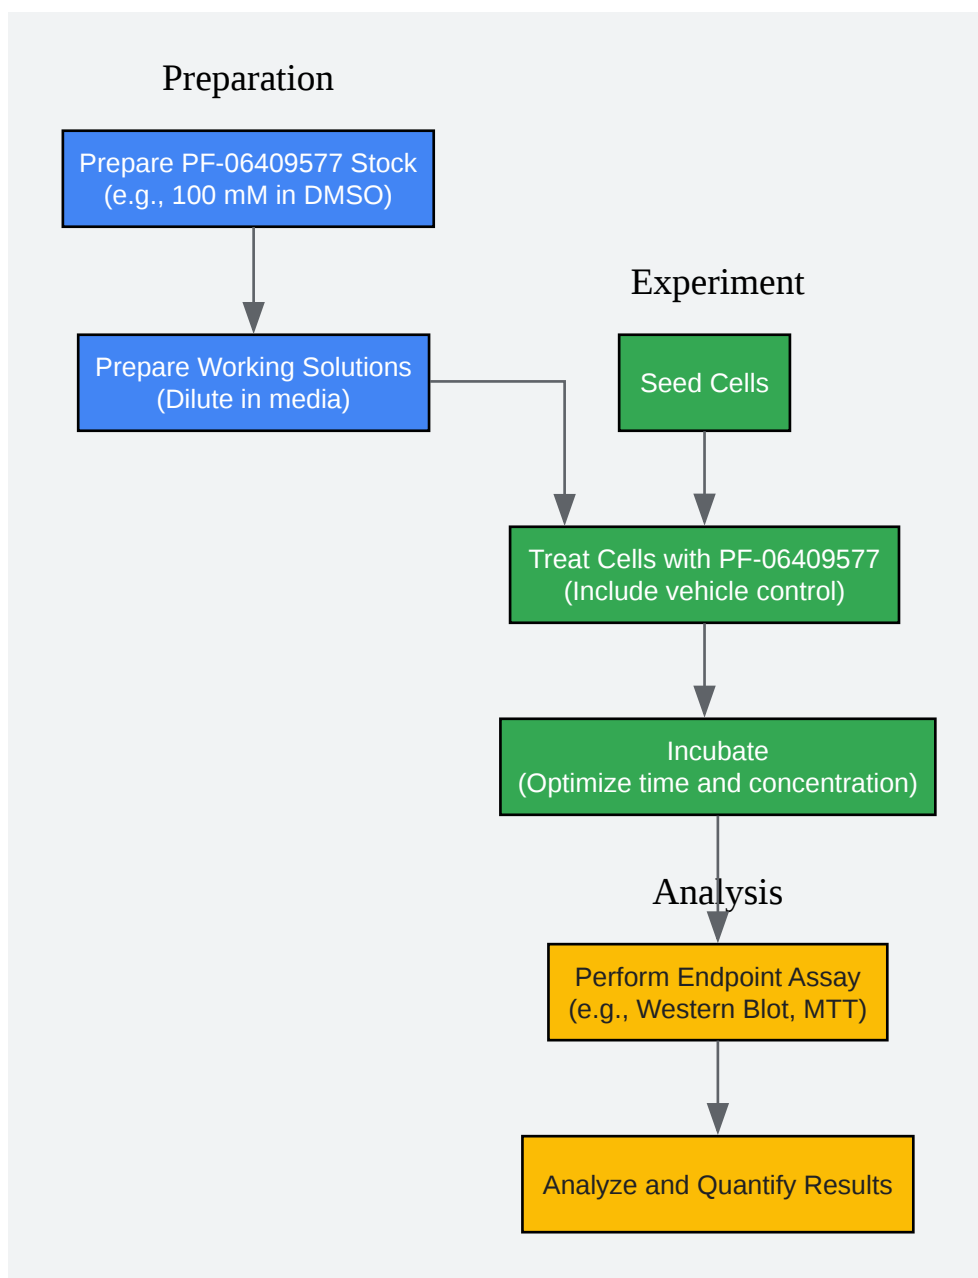 Preparation
Prepare PF-06409577 Stock
(e.g., 100 mM in DMSO)
Prepare Working Solutions
(Dilute in media)
Experiment
Seed Cells
Treat Cells with PF-06409577
(Include vehicle control)
Incubate
(Optimize time and concentration)
Analysis
Perform Endpoint Assay
(e.g., Western Blot, MTT)
Analyze and Quantify Results